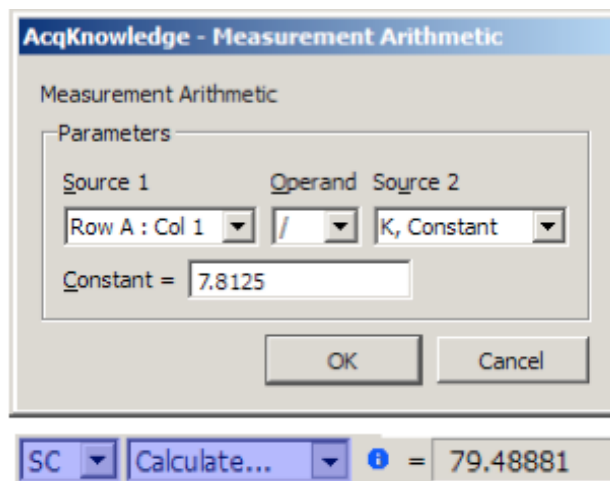 AcqKnowledge - Measurement Arithmetic
Measurement Arithmetic
Parameters
Source 1 Operand Source 2
Row A : Col 1 / K, Constant
Constant = 7.8125
OK Cancel
SC Calculate... i = 79.48881